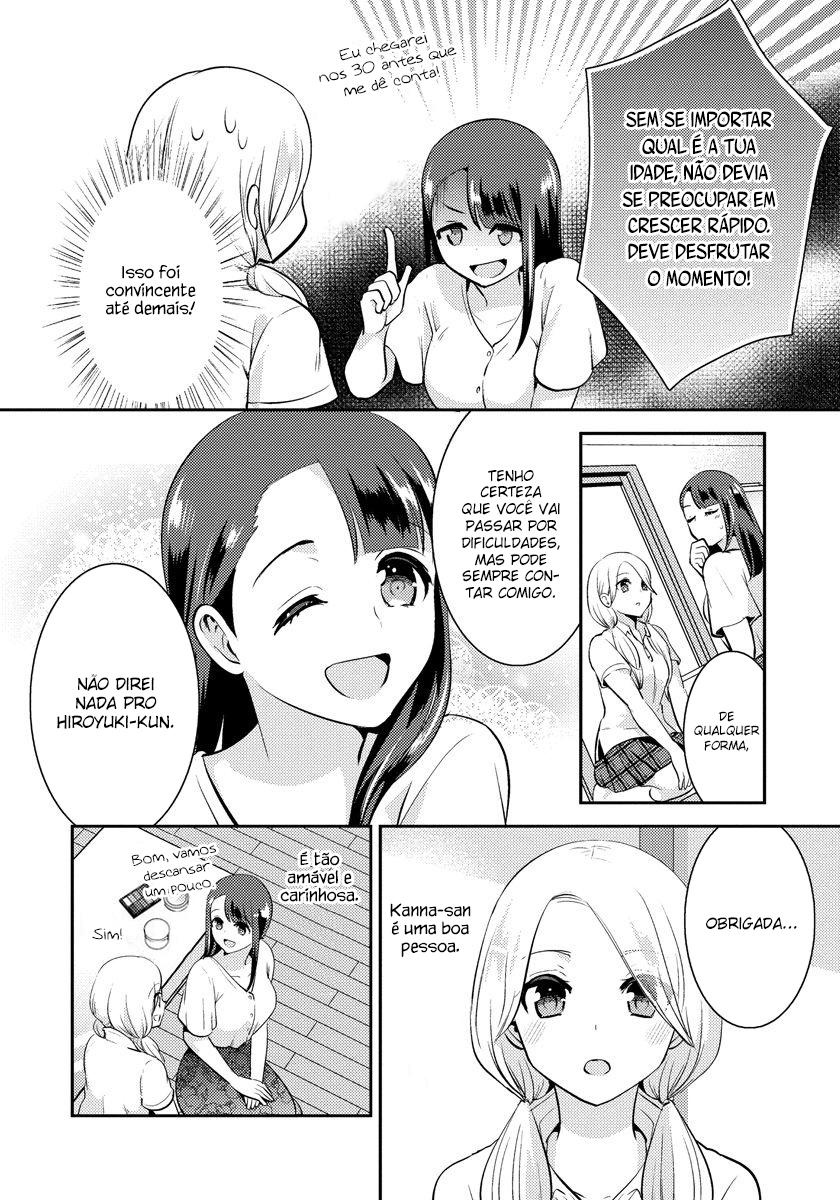 SEM SE IMPORTAR
QUAL É A TUA
IDADE, NÃO DEVIA
SE PREOCUPAR EM
CRESCER RÁPIDO.
DEVE DESFRUTAR
O MOMENTO!
Eu chegarei
nos 30 antes que
me dê conta!
Isso foi
convincente
até demais!
DE
QUALQUER
FORMA,
TENHO
CERTEZA
QUE VOCÊ VAI
PASSAR POR
DIFICULDADES,
MAS PODE
SEMPRE CON-
TAR COMIGO.
NÃO DIREI
NADA PRO
HIROYUKI-KUN.
OBRIGADA...
Kanna-san
é uma boa
pessoa.
É tão
amável e
carinhosa.
Bom, vamos
descansar
um pouco.
Sim!